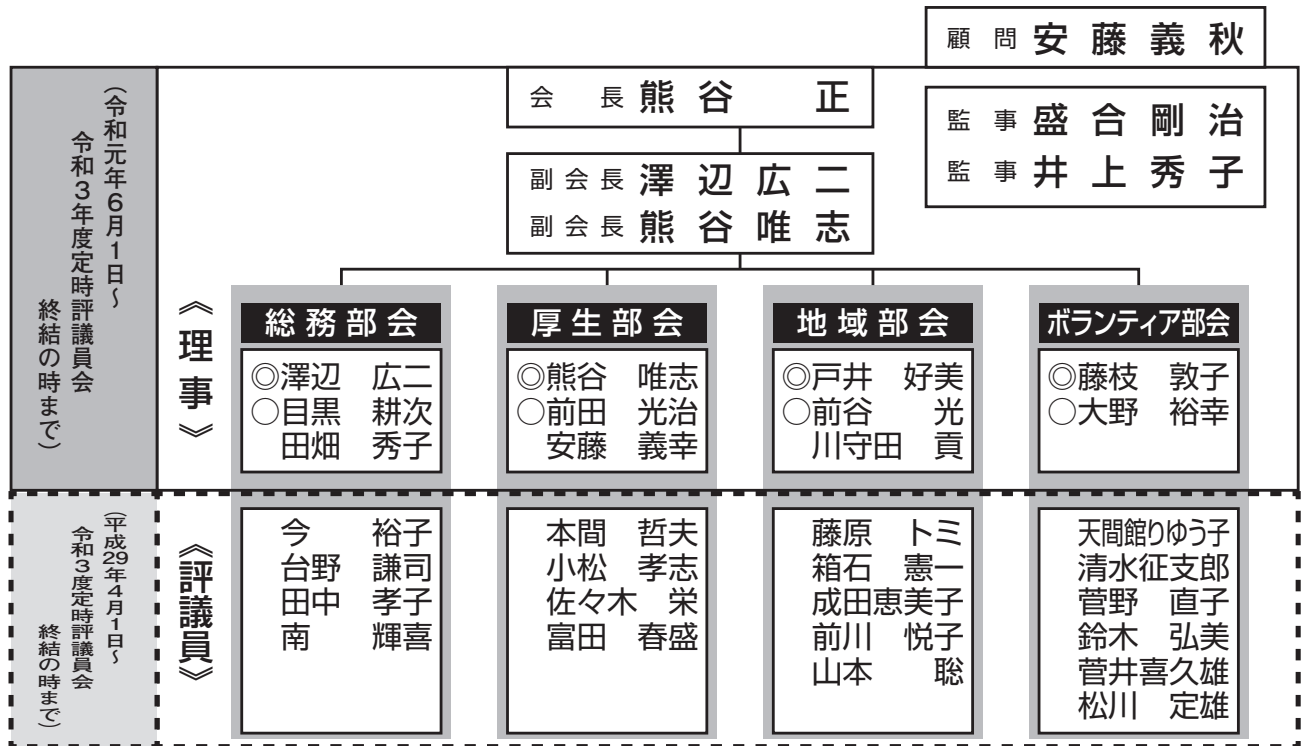 顧問 安藤義秋
会長 熊谷 正
監事 盛合剛治
監事 井上秀子
副会長 澤辺広二
副会長 熊谷唯志
（令和元年6月1日〜
令和3年度定時評議員会
終結の時まで）
《理事》
総務部会
◎澤辺 広二
○目黒 耕次
田畑 秀子
厚生部会
◎熊谷 唯志
○前田 光治
安藤 義幸
地域部会
◎戸井 好美
○前谷 光
川守田 貢
ボランティア部会
◎藤枝 敦子
○大野 裕幸
（平成29年4月1日〜
令和3度定時評議員会
終結の時まで）
《評議員》
今 裕子
台野 謙司
田中 孝子
南 輝喜
本間 哲夫
小松 孝志
佐々木 栄
富田 春盛
藤原 トミ
箱石 憲一
成田恵美子
前川 悦子
山本 聡
天間館りゆう子
清水征支郎
菅野 直子
鈴木 弘美
菅井喜久雄
松川 定雄